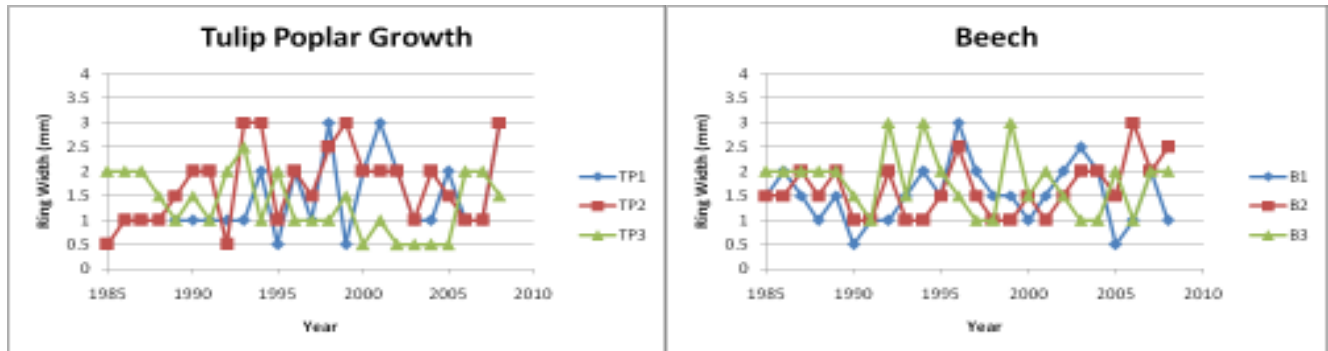 Tulip Poplar Growth
Ring Width (mm)
4
3.5
3
2.5
2
1.5
1
0.5
0
1985 1990 1995 2000 2005 2010
Year
TP1
TP2
TP3
Beech
Ring Width (mm)
4
3.5
3
2.5
2
1.5
1
0.5
0
1985 1990 1995 2000 2005 2010
Year
B1
B2
B3